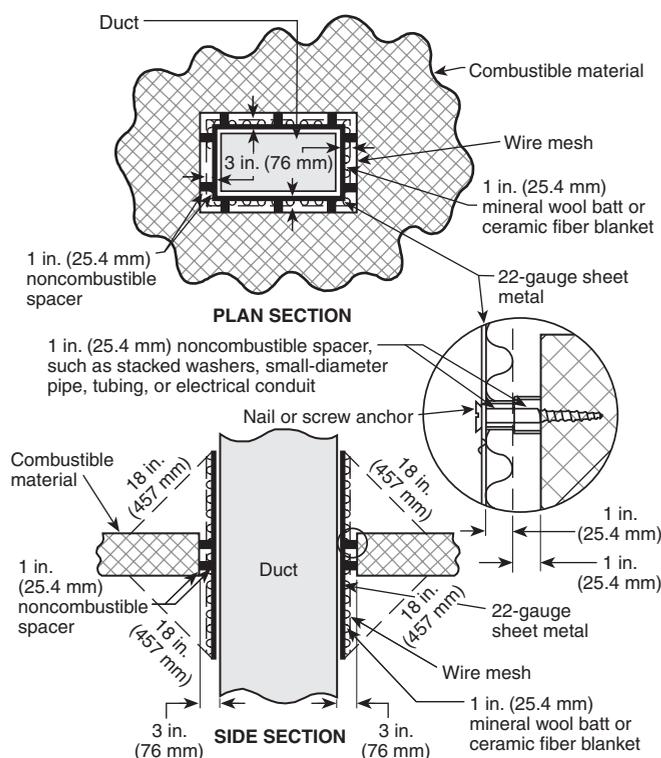 Duct
Combustible material
Wire mesh
3 in. (76 mm)
1 in. (25.4 mm)
mineral wool batt or
ceramic fiber blanket
1 in. (25.4 mm)
noncombustible
spacer
22-gauge sheet
metal
PLAN SECTION
1 in. (25.4 mm) noncombustible spacer,
such as stacked washers, small-diameter
pipe, tubing, or electrical conduit
Nail or screw anchor
Combustible
material
18 in.
(457 mm)
18 in.
(457 mm)
1 in.
(25.4 mm)
1 in.
(25.4 mm)
1 in.
(25.4 mm)
noncombustible
spacer
Duct
18 in.
(457 mm)
18 in.
(457 mm)
22-gauge
sheet metal
Wire mesh
1 in. (25.4 mm)
mineral wool batt or
ceramic fiber blanket
3 in.
(76 mm)
SIDE SECTION
3 in.
(76 mm)